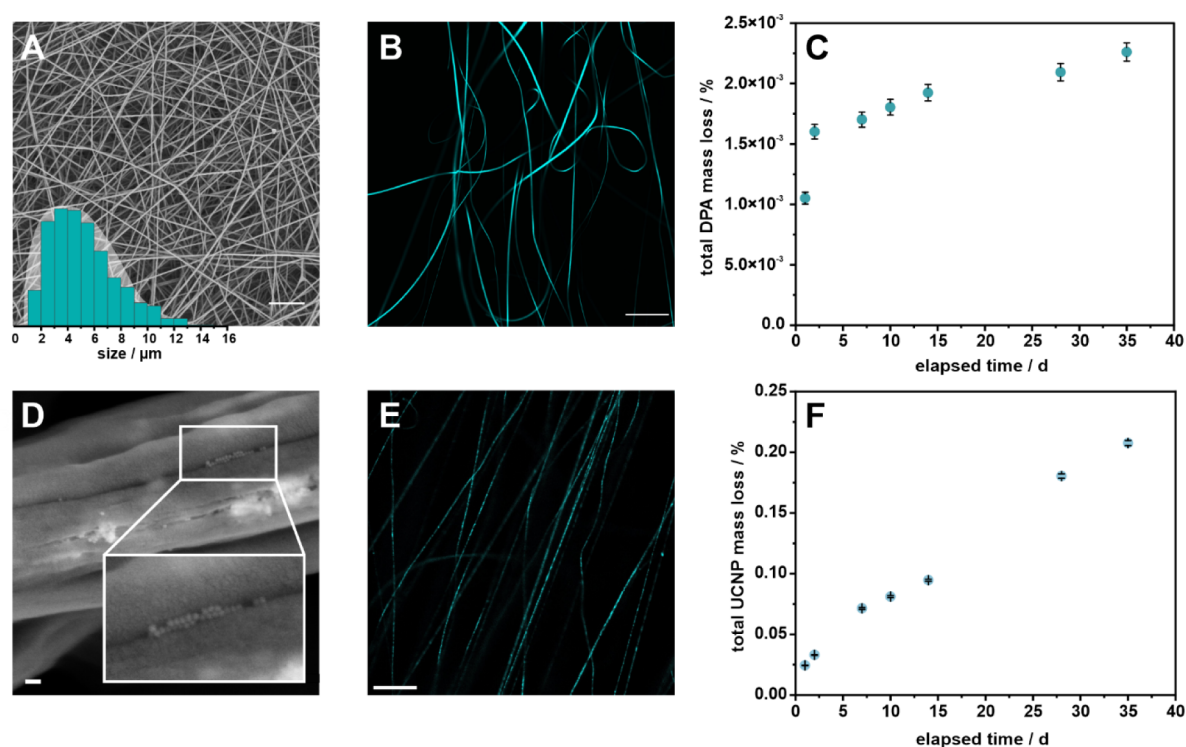 A
0 2 4 6 8 10 12 14 16
size / µm
B
C
2.5×10⁻³
2.0×10⁻³
1.5×10⁻³
1.0×10⁻³
5.0×10⁻³
0.0
total DPA mass loss / %
0 5 10 15 20 25 30 35 40
elapsed time / d
D
E
F
0.25
0.20
0.15
0.10
0.05
0.00
total UCNP mass loss / %
0 5 10 15 20 25 30 35 40
elapsed time / d